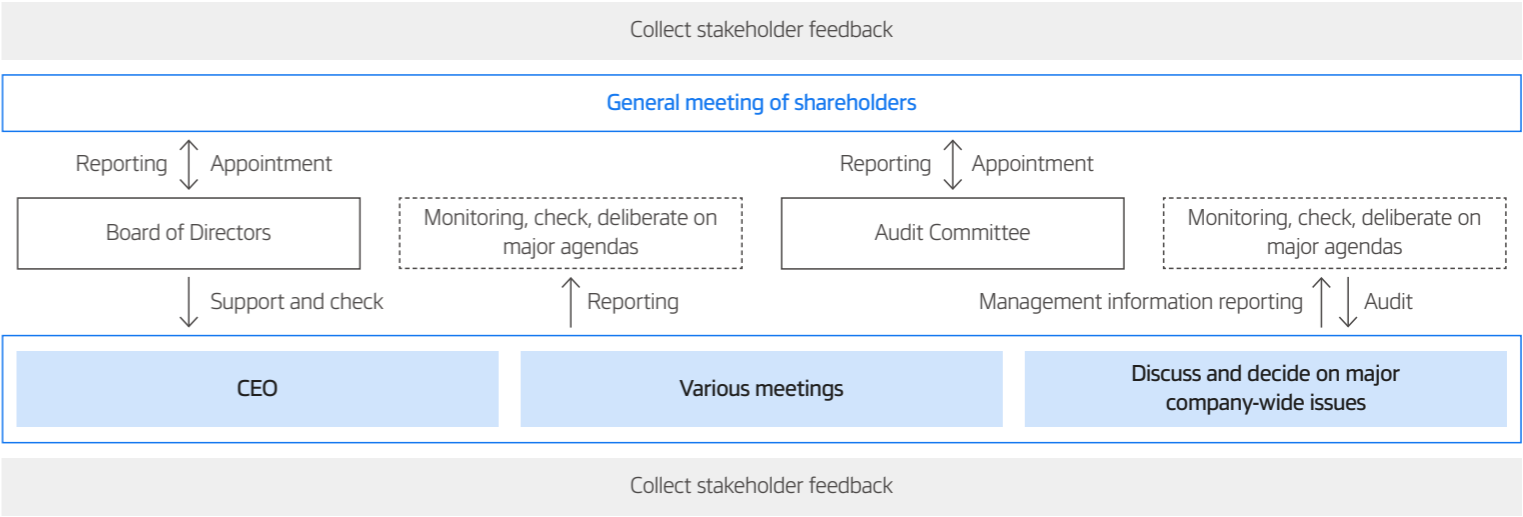 Collect stakeholder feedback
General meeting of shareholders
Reporting
Appointment
Reporting
Appointment
Board of Directors
Monitoring, check, deliberate on
major agendas
Audit Committee
Monitoring, check, deliberate on
major agendas
Support and check
Reporting
Management information reporting
Audit
CEO
Various meetings
Discuss and decide on major
company-wide issues
Collect stakeholder feedback